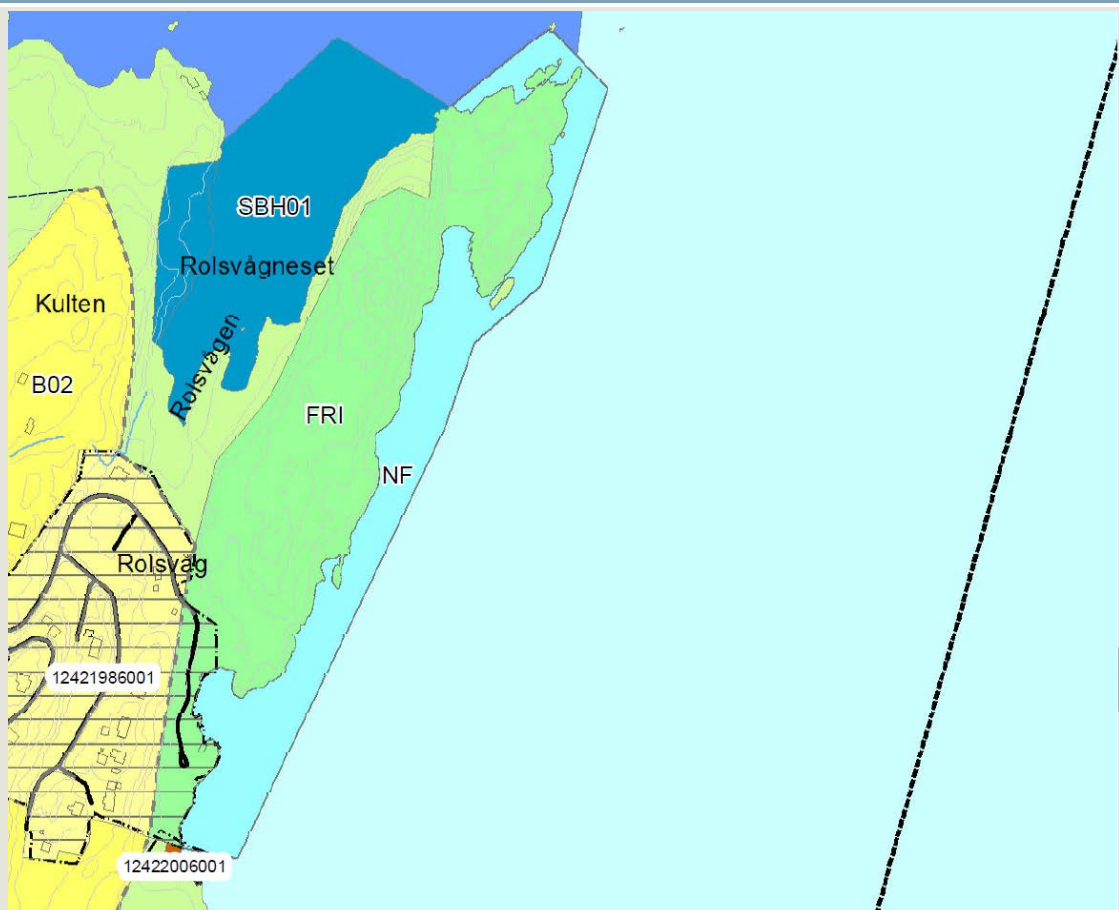 SBH01
Rolsvågneset
Kulten
Rolsvågen
B02
FRI
NF
Rolsvåg
12421986001
12422006001